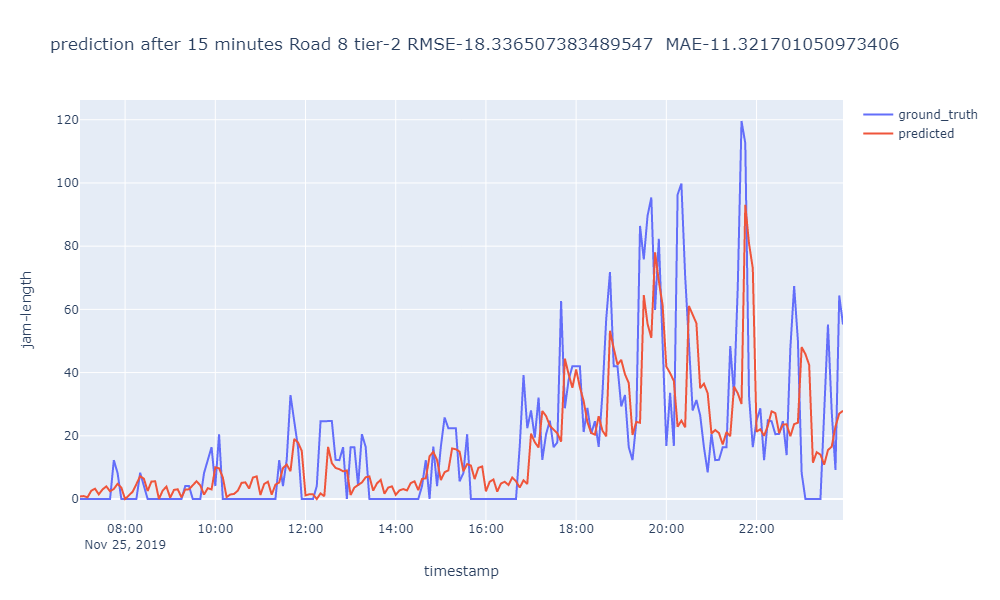 prediction after 15 minutes Road 8 tier-2 RMSE-18.336507383489547  MAE-11.321701050973406
ground_truth
predicted
120
100
80
60
40
20
0
jam-length
08:00
10:00
12:00
14:00
16:00
18:00
20:00
22:00
Nov 25, 2019
timestamp